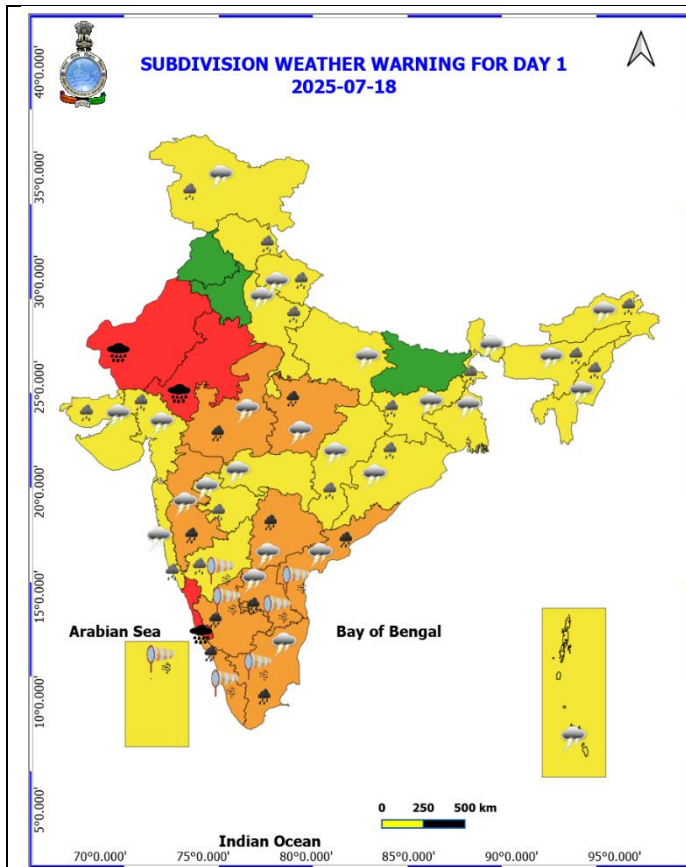 SUBDIVISION WEATHER WARNING FOR DAY 1
2025-07-18
40°0.000'
35°0.000'
30°0.000'
25°0.000'
20°0.000'
15°0.000'
10°0.000'
5°0.000'
Arabian Sea
Bay of Bengal
0 250 500 km
Indian Ocean
70°0.000' 75°0.000' 80°0.000' 85°0.000' 90°0.000' 95°0.000'